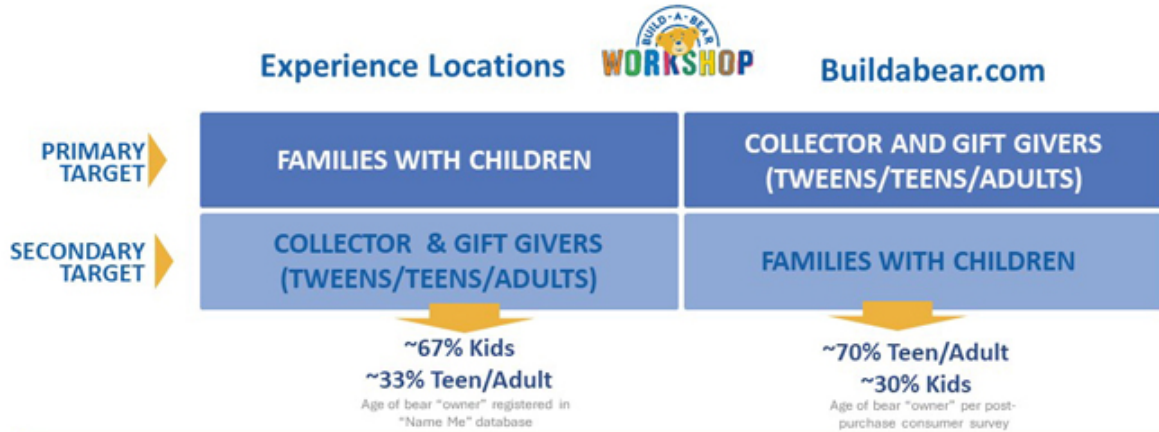 BUILD-A-BEAR
WORKSHOP
Experience Locations
Buildabear.com
PRIMARY
TARGET
FAMILIES WITH CHILDREN
COLLECTOR AND GIFT GIVERS
(TWEENS/TEENS/ADULTS)
SECONDARY
TARGET
COLLECTOR & GIFT GIVERS
(TWEENS/TEENS/ADULTS)
FAMILIES WITH CHILDREN
~67% Kids
~33% Teen/Adult
Age of bear “owner” registered in
“Name Me” database
~70% Teen/Adult
~30% Kids
Age of bear “owner” per post-
purchase consumer survey